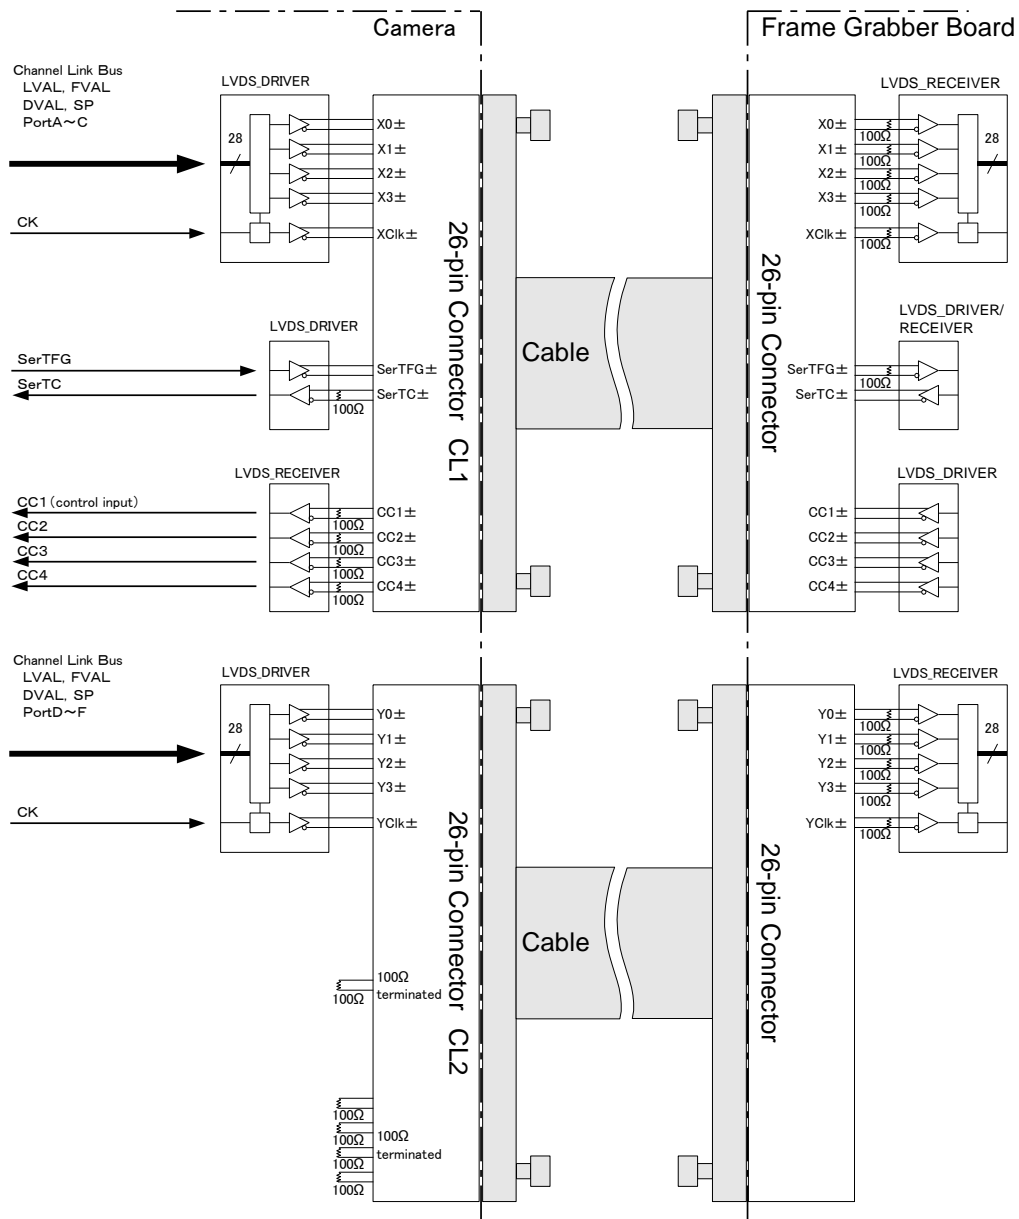 Camera
Frame Grabber Board
Channel Link Bus
LVAL, FVAL
DVAL, SP
PortA～C
LVDS_DRIVER
28
CK
X0±
X1±
X2±
X3±
XClk±
26-pin Connector CL1
LVDS_DRIVER
SerTFG
SerTC
SerTFG±
SerTC±
100Ω
LVDS_RECEIVER
CC1 (control input)
CC2
CC3
CC4
100Ω
100Ω
100Ω
100Ω
CC1±
CC2±
CC3±
CC4±
Cable
26-pin Connector
X0±
X1±
X2±
X3±
XClk±
100Ω
100Ω
100Ω
100Ω
100Ω
LVDS_RECEIVER
28
LVDS_DRIVER/
RECEIVER
SerTFG±
SerTC±
100Ω
LVDS_DRIVER
CC1±
CC2±
CC3±
CC4±
Channel Link Bus
LVAL, FVAL
DVAL, SP
PortD～F
LVDS_DRIVER
28
CK
Y0±
Y1±
Y2±
Y3±
YClk±
26-pin Connector CL2
100Ω
100Ω
terminated
100Ω
100Ω
100Ω
100Ω
100Ω
terminated
Cable
26-pin Connector
Y0±
Y1±
Y2±
Y3±
YClk±
100Ω
100Ω
100Ω
100Ω
100Ω
LVDS_RECEIVER
28